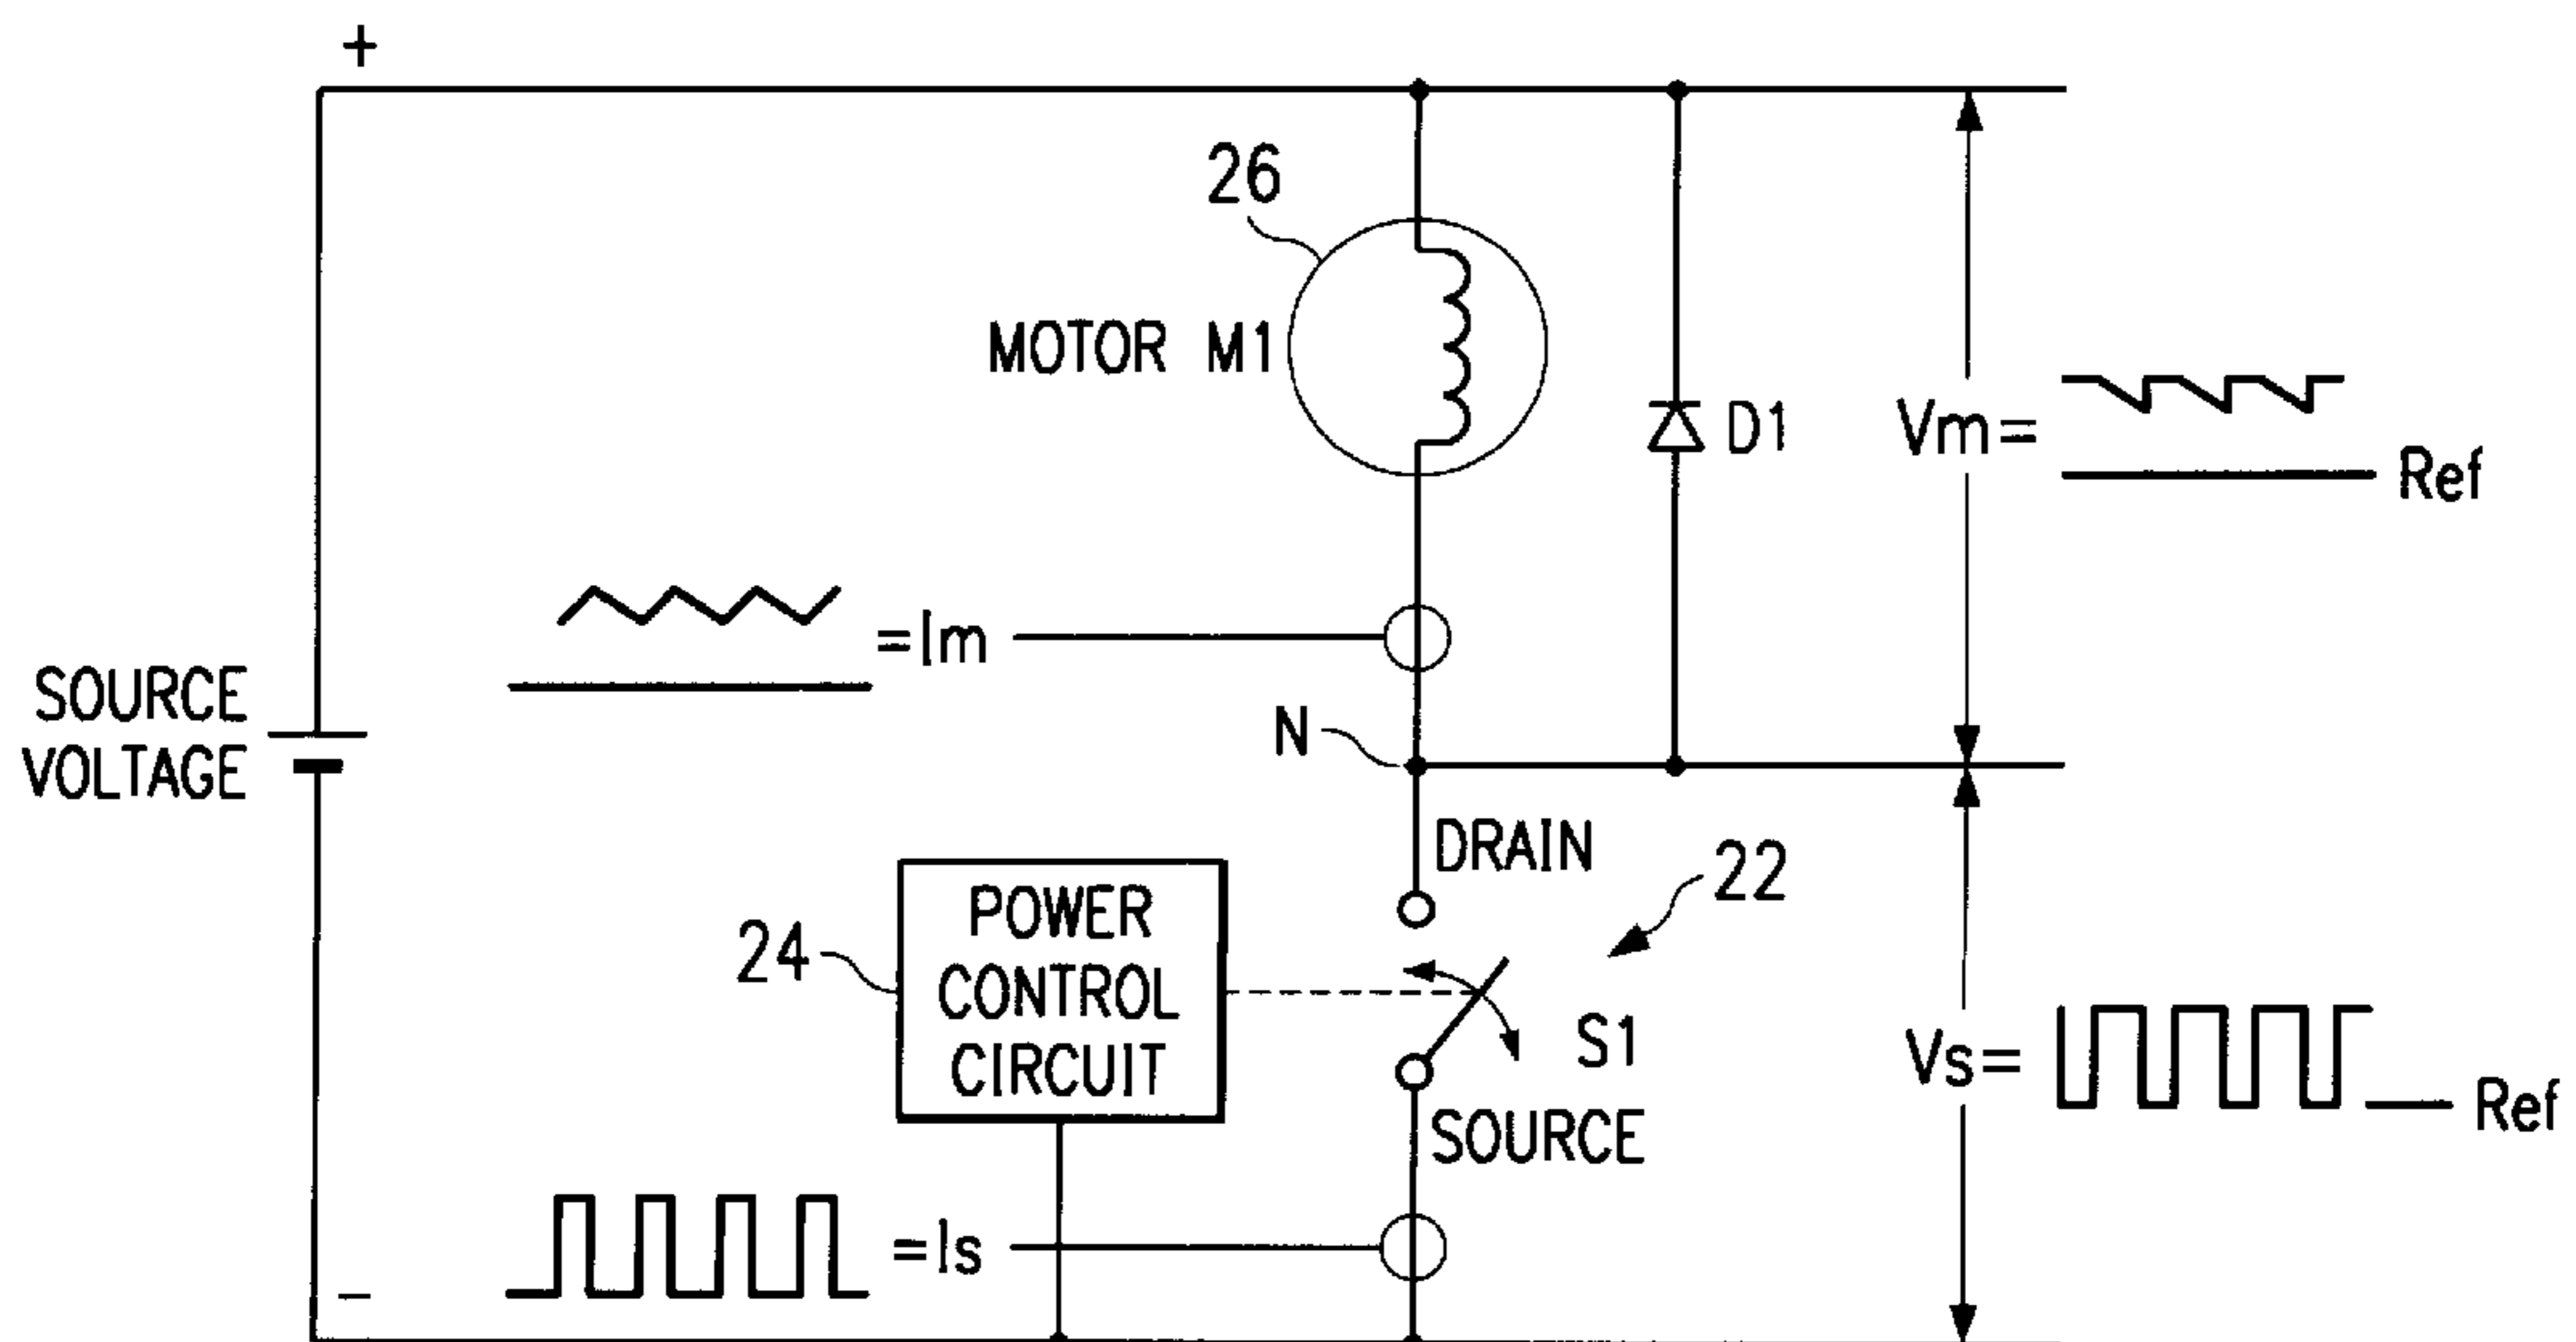 +
26
MOTOR M1
D1
Vm=
Ref
=Im
SOURCE
VOLTAGE
N
DRAIN
22
POWER
CONTROL
CIRCUIT
24
S1
Vs=
Ref
SOURCE
=Is
−